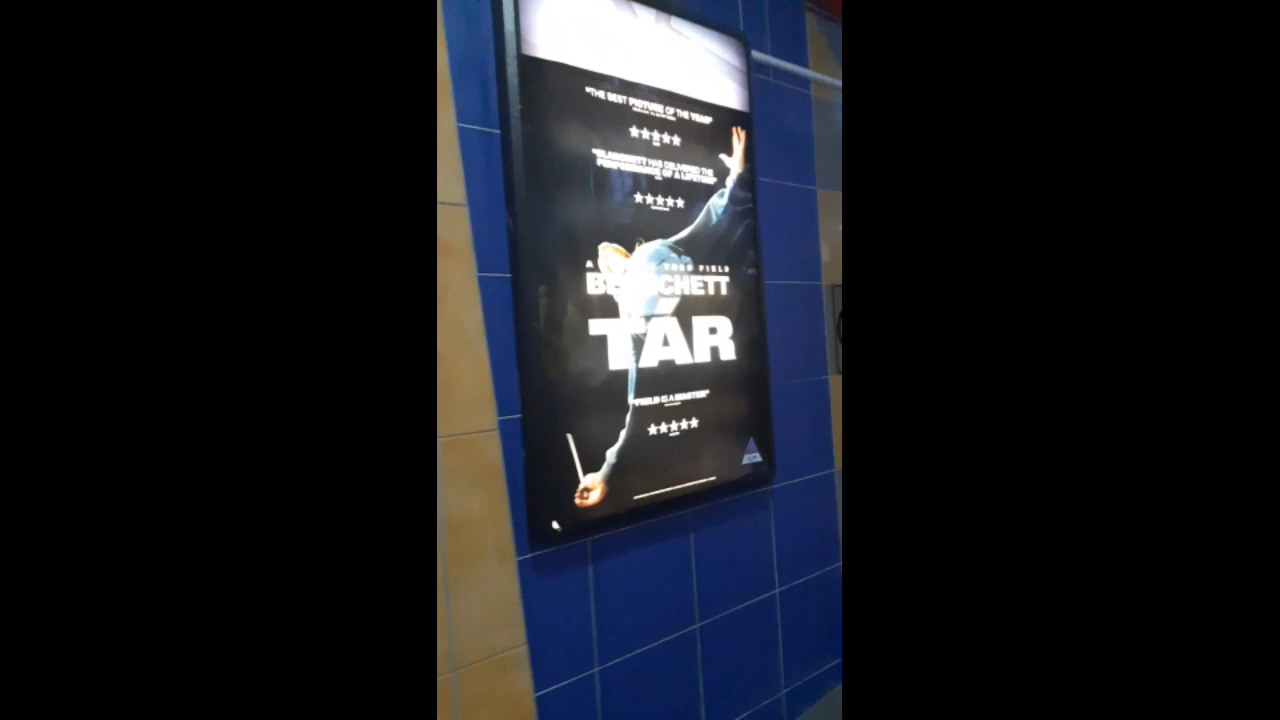 "THE BEST PICTURE OF THE YEAR"
"BLANCHETT HAS DELIVERED THE
PERFORMANCE OF A LIFETIME"
A TODD FIELD
BLANCHETT
TÁR
"FIELD IS A MASTER"